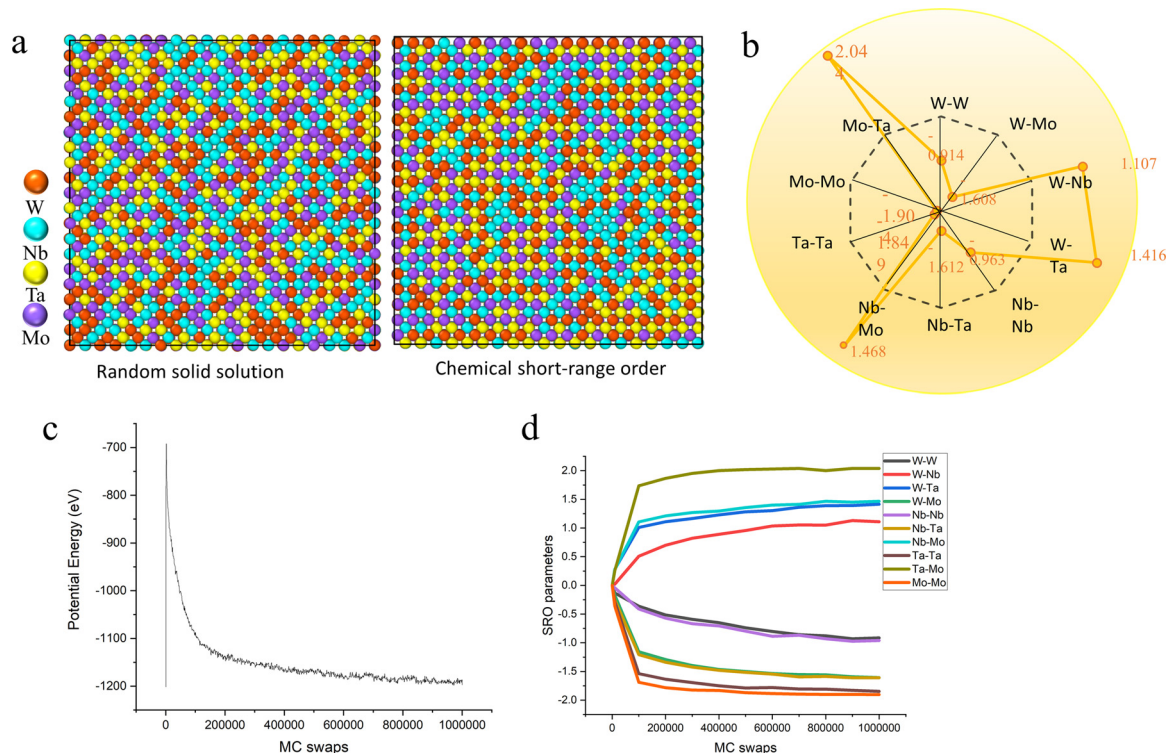 a
W
Nb
Ta
Mo
Random solid solution
Chemical short-range order
b
2.04
4
W-W
Mo-Ta
W-Mo
-
0.014
Mo-Mo
-
1.608
W-Nb
1.107
-
-1.90
4
Ta-Ta
-
1.84
9
-
1.612
-
0.963
W-
Ta
1.416
Nb-
Mo
Nb-Ta
Nb-
Nb
1.468
c
Potential Energy (eV)
-700
-800
-900
-1000
-1100
-1200
0
200000
400000
600000
800000
1000000
MC swaps
d
SRO parameters
2.0
1.5
1.0
0.5
0.0
-0.5
-1.0
-1.5
-2.0
0
200000
400000
600000
800000
1000000
MC swaps
W-W
W-Nb
W-Ta
W-Mo
Nb-Nb
Nb-Ta
Nb-Mo
Ta-Ta
Ta-Mo
Mo-Mo